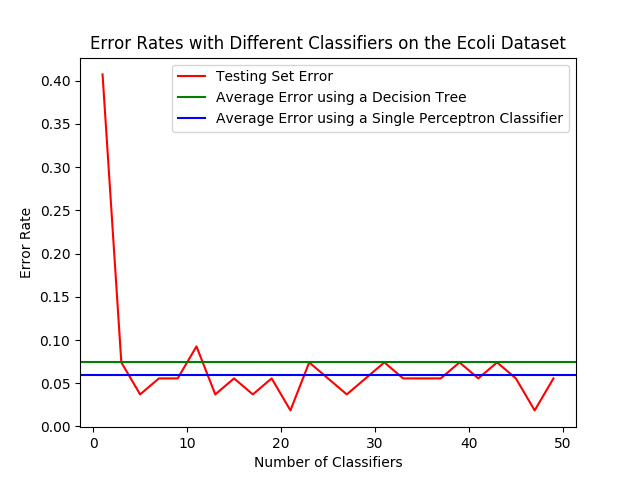 Error Rates with Different Classifiers on the Ecoli Dataset
Testing Set Error
Average Error using a Decision Tree
Average Error using a Single Perceptron Classifier
0.40
0.35
0.30
0.25
0.20
0.15
0.10
0.05
0.00
Error Rate
0 10 20 30 40 50
Number of Classifiers